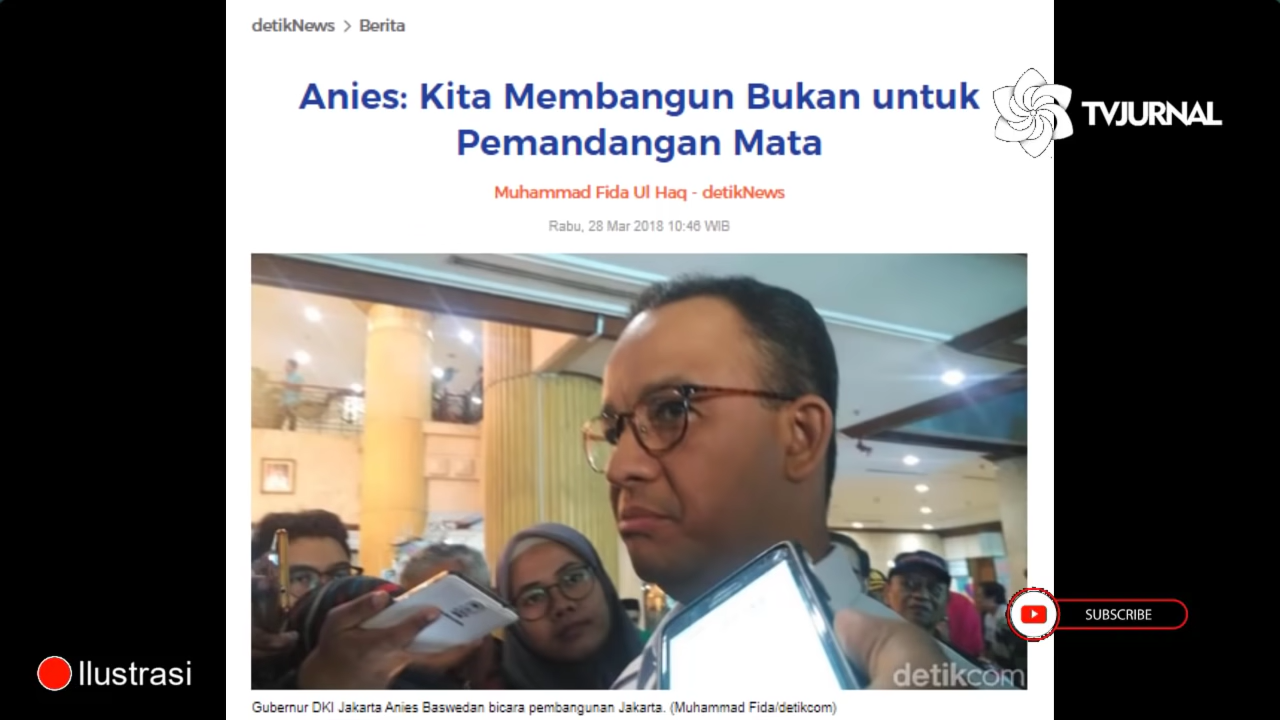 detikNews > Berita
Anies: Kita Membangun Bukan untuk
Pemandangan Mata
TVJURNAL
Muhammad Fida Ul Haq - detikNews
Rabu, 28 Mar 2018 10:46 WIB
SUBSCRIBE
Ilustrasi
detikcom
Gubernur DKI Jakarta Anies Baswedan bicara pembangunan Jakarta. (Muhammad Fida/detikcom)